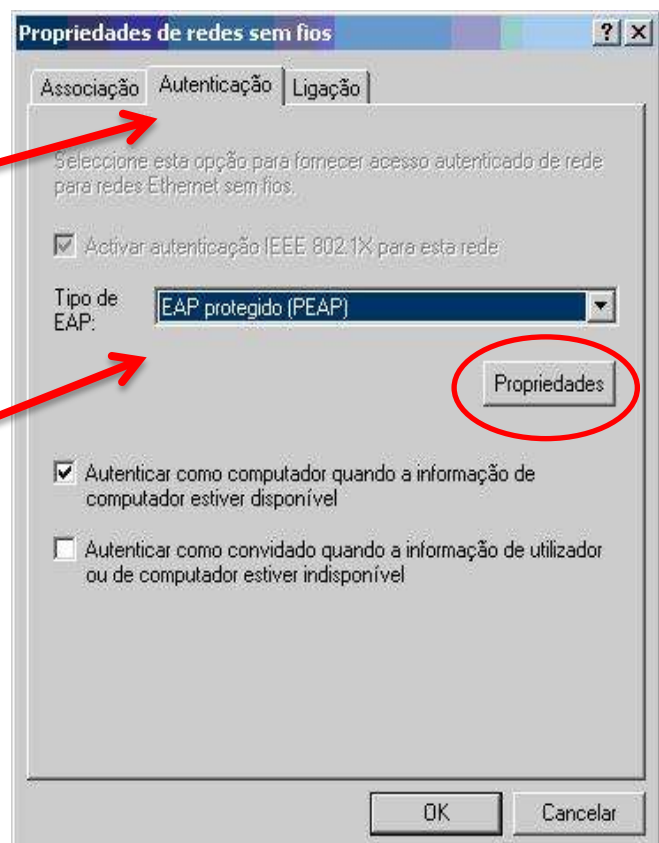 Propriedades de redes sem fios
? X
Associação Autenticação Ligação
Seleccione esta opção para fornecer acesso autenticado de rede
para redes Ethernet sem fios.
Activar autenticação IEEE 802.1X para esta rede
Tipo de
EAP:
EAP protegido (PEAP)
Propriedades
Autenticar como computador quando a informação de
computador estiver disponível
Autenticar como convidado quando a informação de utilizador
ou de computador estiver indisponível
OK Cancelar